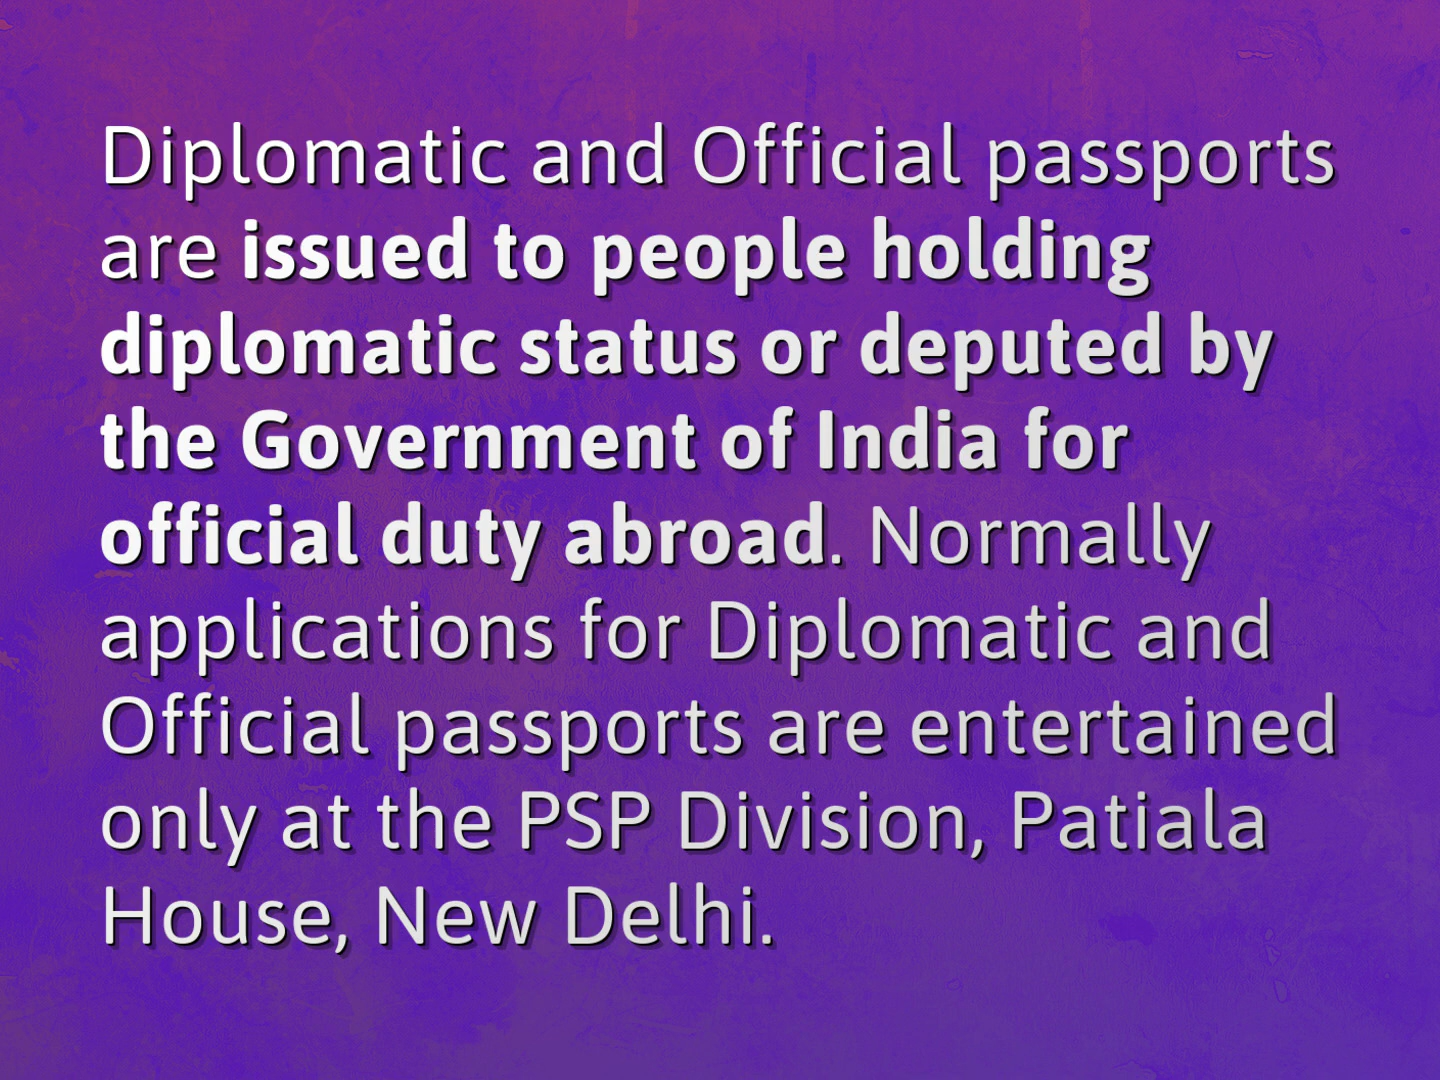 Diplomatic and Official passports
are issued to people holding
diplomatic status or deputed by
the Government of India for
official duty abroad. Normally
applications for Diplomatic and
Official passports are entertained
only at the PSP Division, Patiala
House, New Delhi.